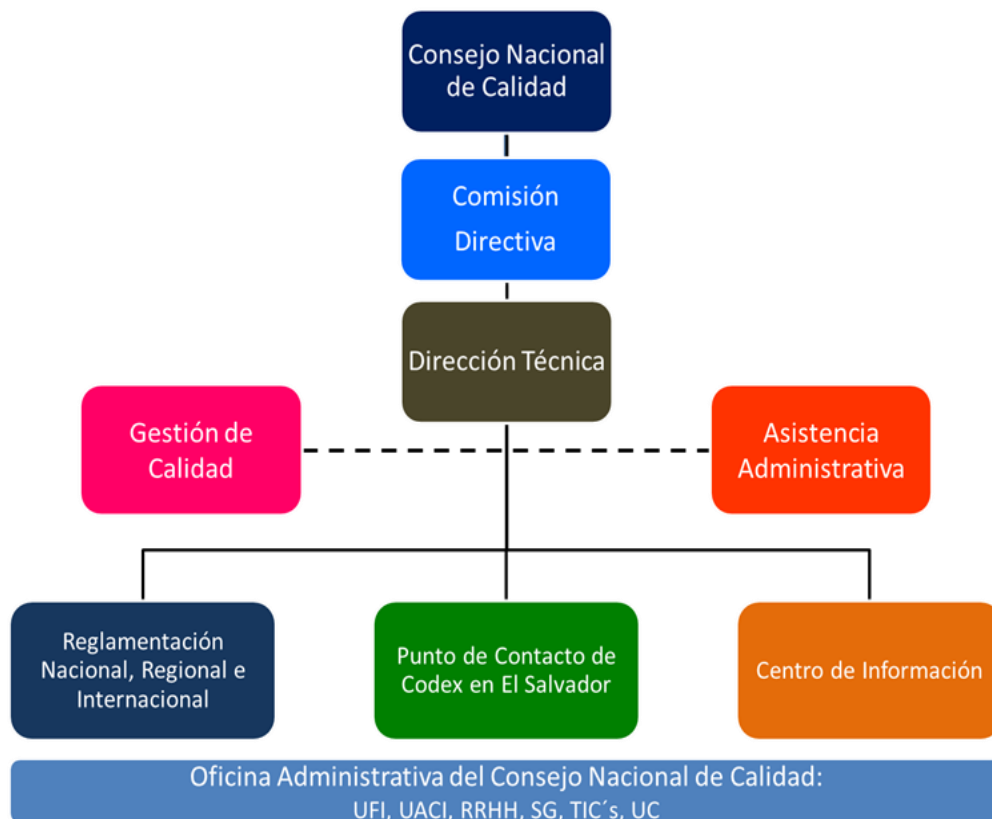 Consejo Nacional
de Calidad
Comisión
Directiva
Dirección Técnica
Gestión de
Calidad
Asistencia
Administrativa
Reglamentación
Nacional, Regional e
Internacional
Punto de Contacto de
Codex en El Salvador
Centro de Información
Oficina Administrativa del Consejo Nacional de Calidad:
UFI, UACI, RRHH, SG, TIC´s, UC